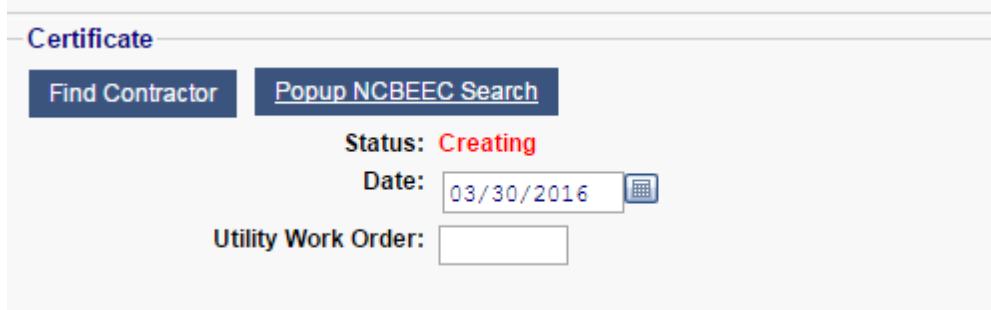 Certificate
Find Contractor
Popup NCBEEC Search
Status: Creating
Date: 03/30/2016
Utility Work Order: